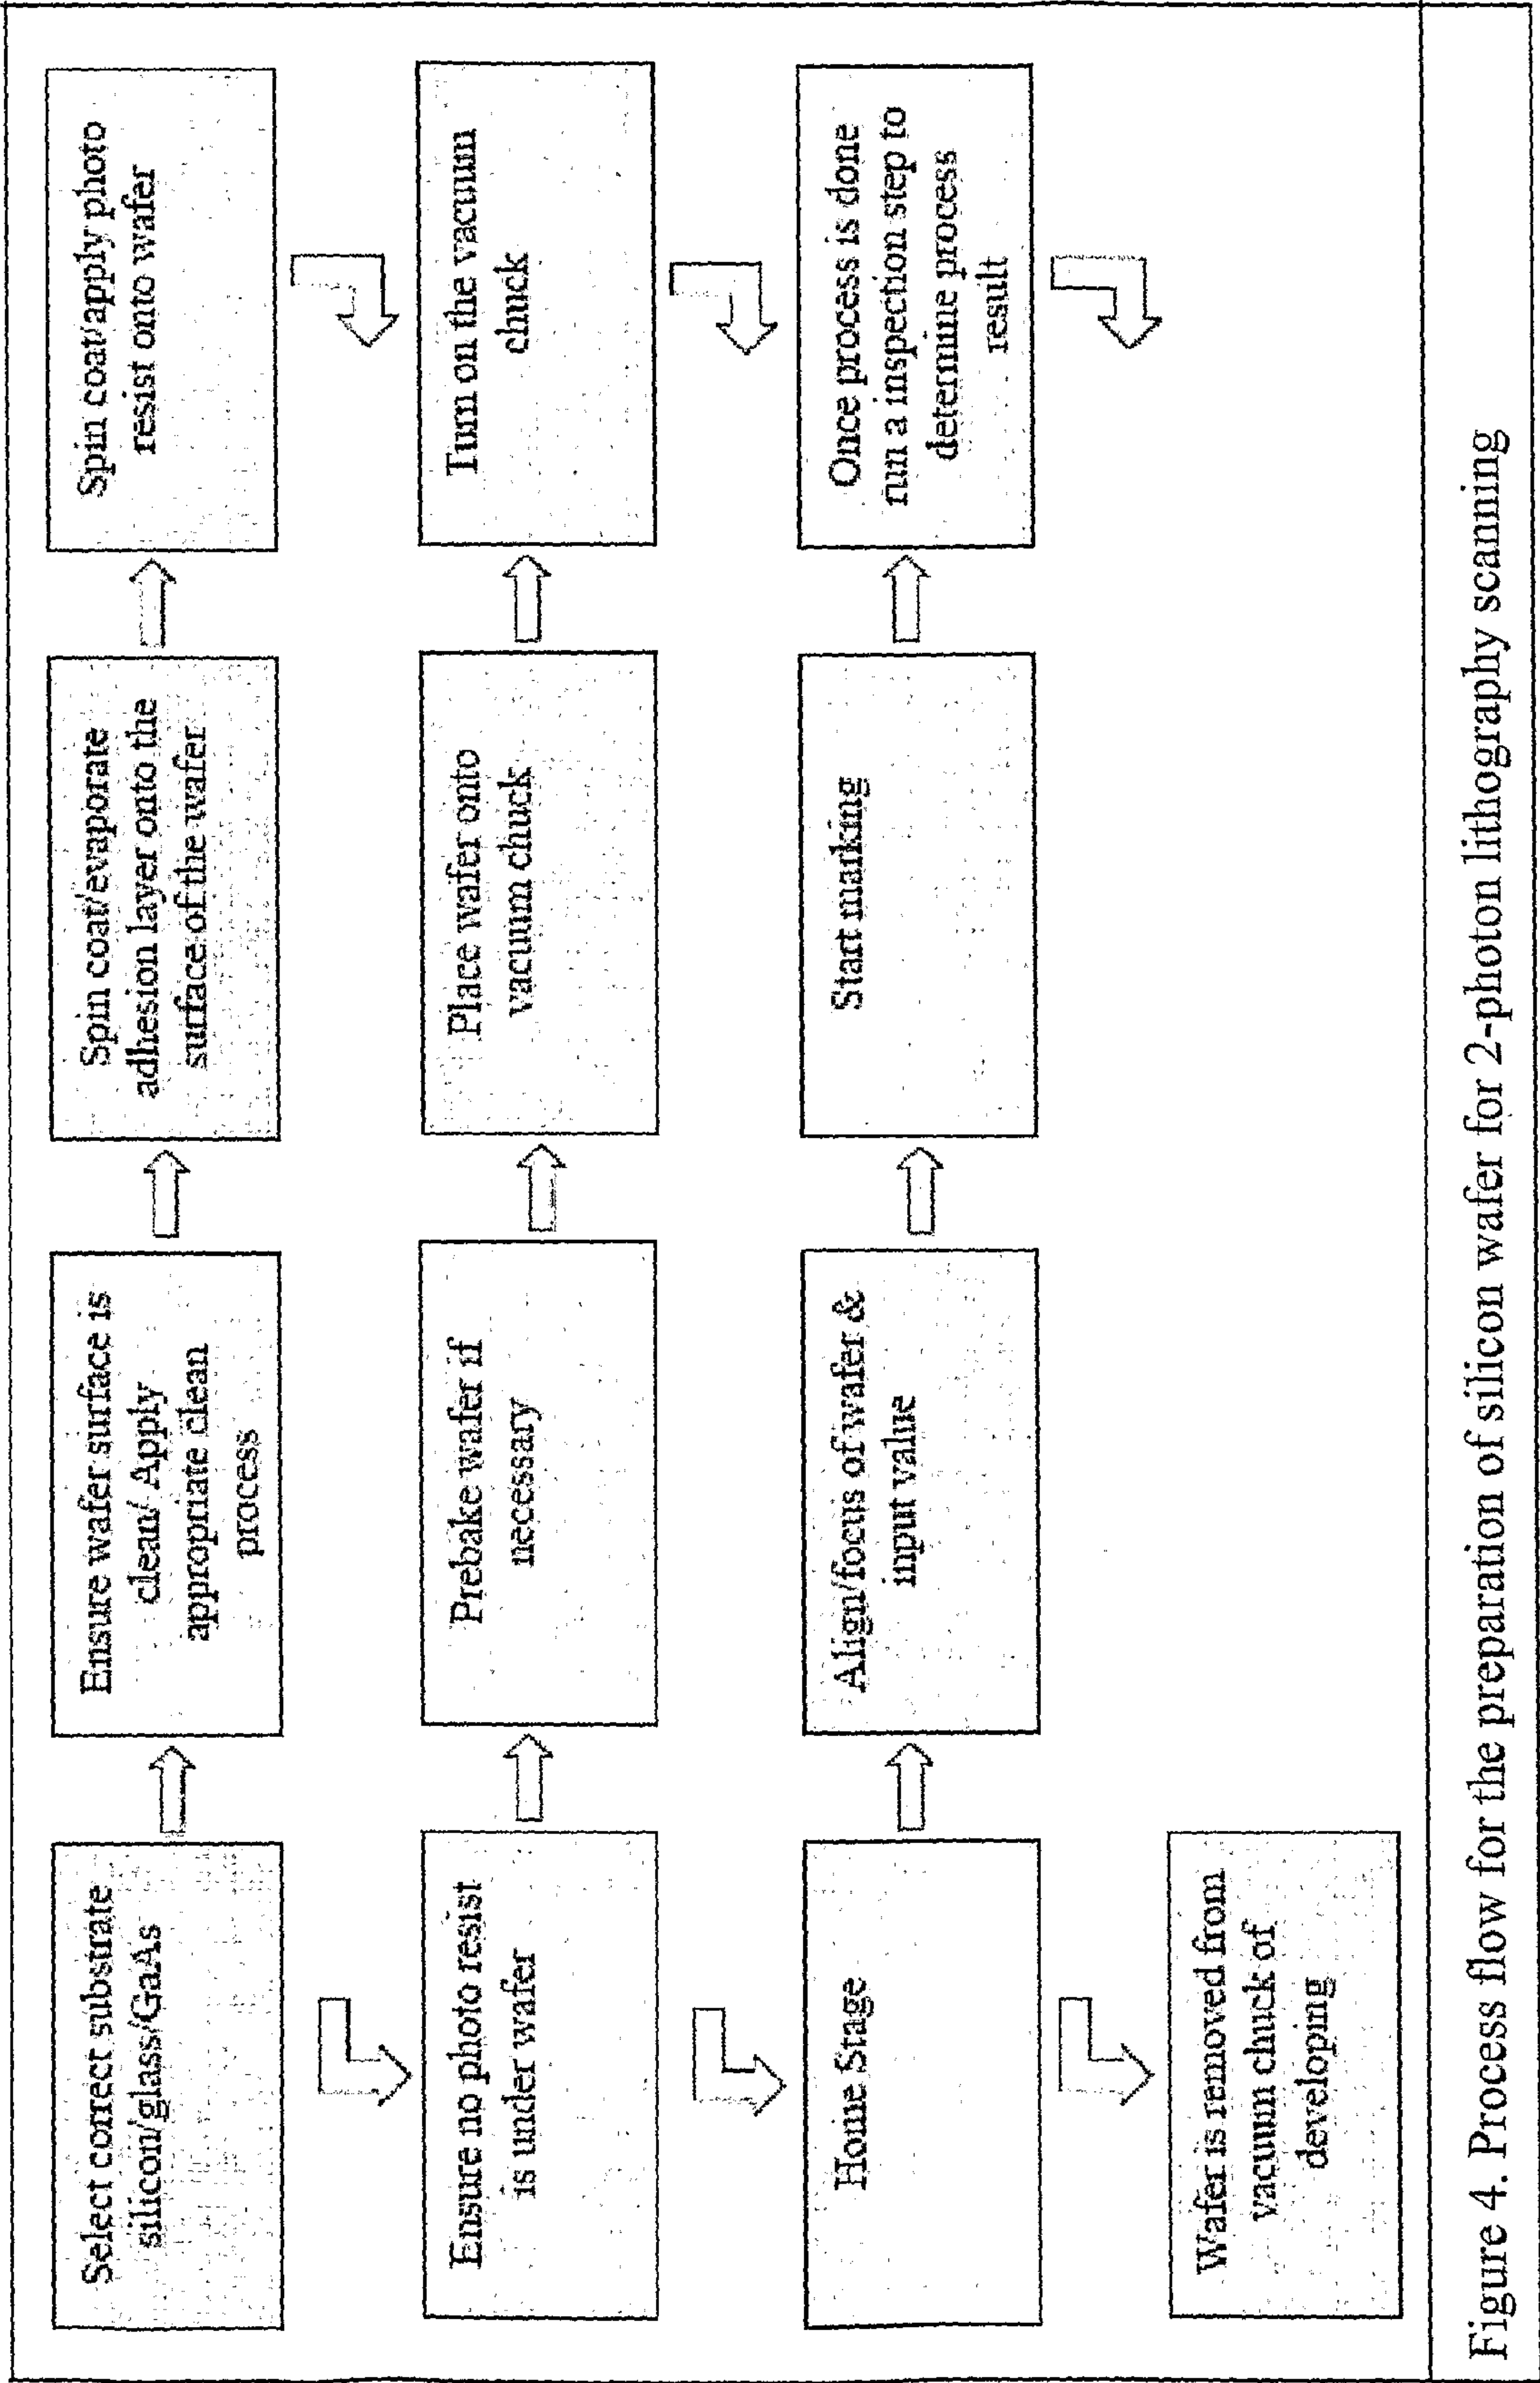 Select correct substrate
silicon/glass/GaAs
Ensure wafer surface is
clean/ Apply
appropriate clean
process
Spin coat/evaporate
adhesion layer onto the
surface of the wafer
Spin coat/apply photo
resist onto wafer
Ensure no photo resist
is under wafer
Prebake wafer if
necessary
Place wafer onto
vacuum chuck
Turn on the vacuum
chuck
Home Stage
Align/focus of wafer &
input value
Start marking
Once process is done
run a inspection step to
determine process
result
Wafer is removed from
vacuum chuck of
developing
Figure 4. Process flow for the preparation of silicon wafer for 2-photon lithography scanning